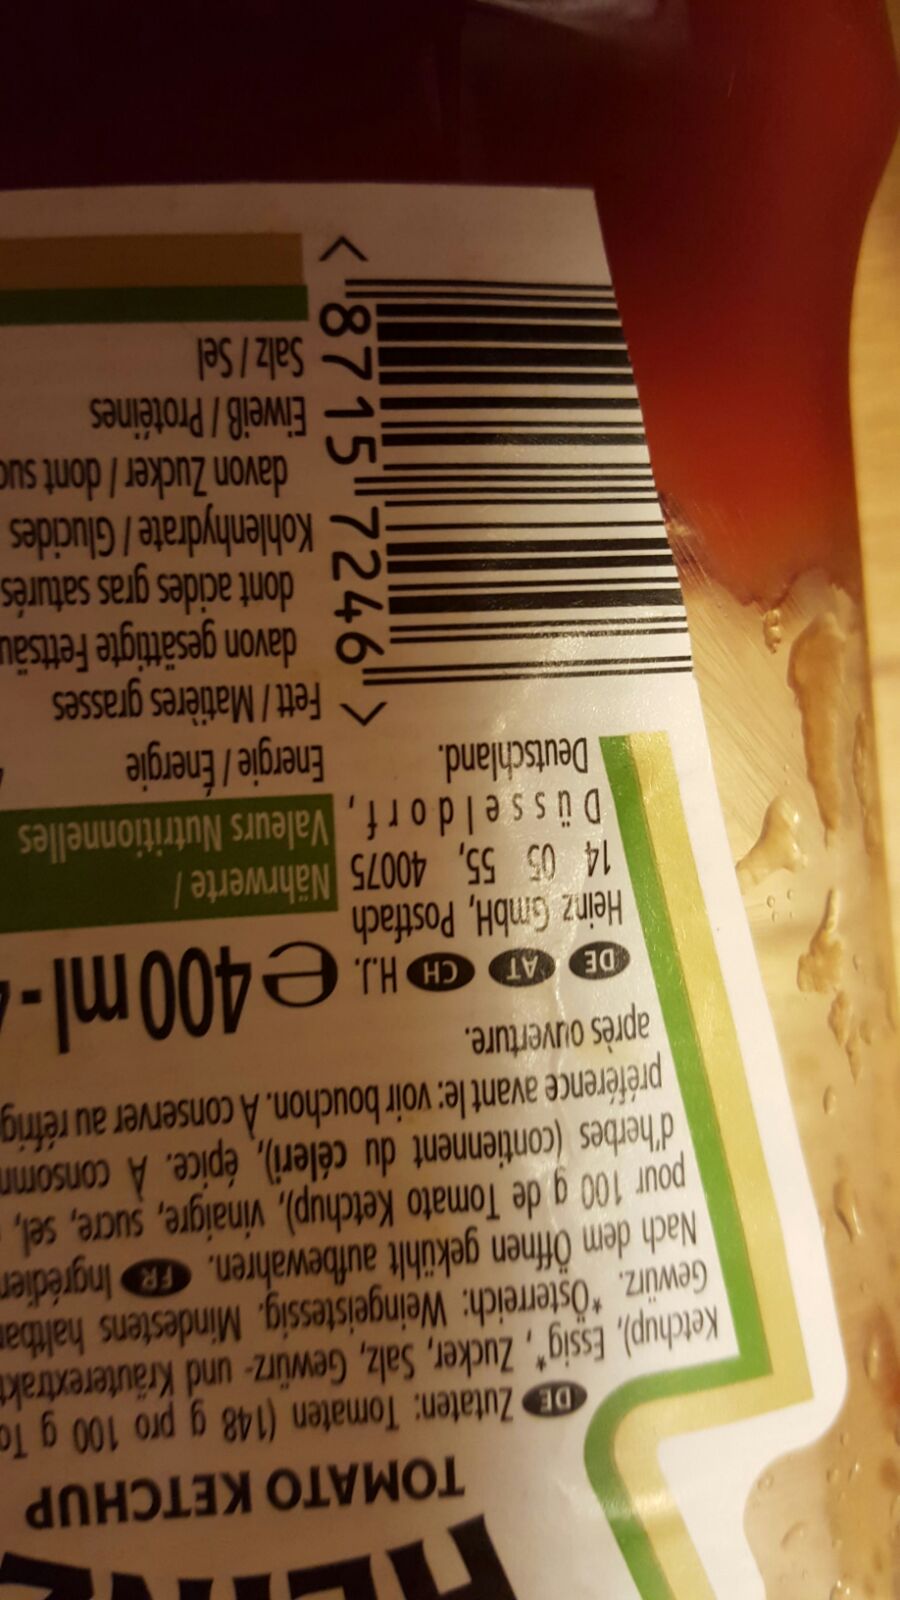 HEINZ
TOMATO KETCHUP
DE Zutaten: Tomaten (148 g pro 100 g
Ketchup), Essig*, Zucker, Salz, Gewürz- und Kräuterextrakt
Gewürz. *Österreich: Weingeistessig. Mindestens haltbar
Nach dem Öffnen gekühlt aufbewahren. FR Ingrédien
pour 100 g de Tomato Ketchup), vinaigre, sucre, sel,
d'herbes (contiennent du céleri), épice. À consomm
préférence avant le: voir bouchon. À conserver au réfrig
après ouverture.
DE AT CH H.J.
Heinz GmbH, Postfach
14 05 55, 40075
Düsseldorf,
Deutschland.
e 400 ml -
Nährwerte /
Valeurs Nutritionnelles
Energie / Énergie
Fett / Matières grasses
davon gesättigte Fettsäu
dont acides gras saturés
Kohlenhydrate / Glucides
davon Zucker / dont suc
Eiweiß / Protéines
Salz / Sel
< 8715 7246 >